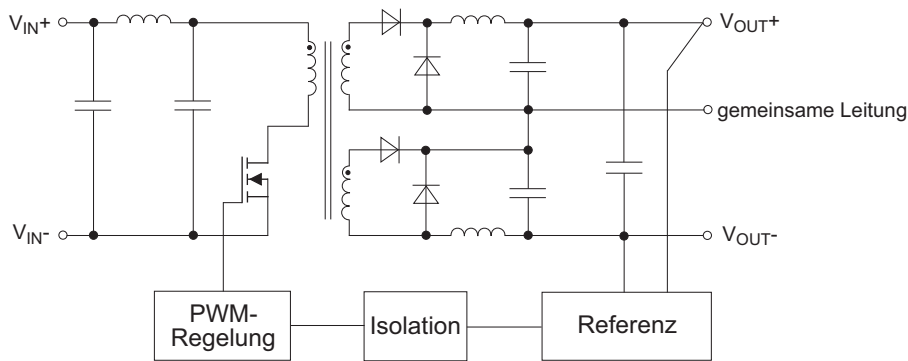 V_IN+
V_OUT+
gemeinsame Leitung
V_IN-
V_OUT-
PWM-
Regelung
Isolation
Referenz